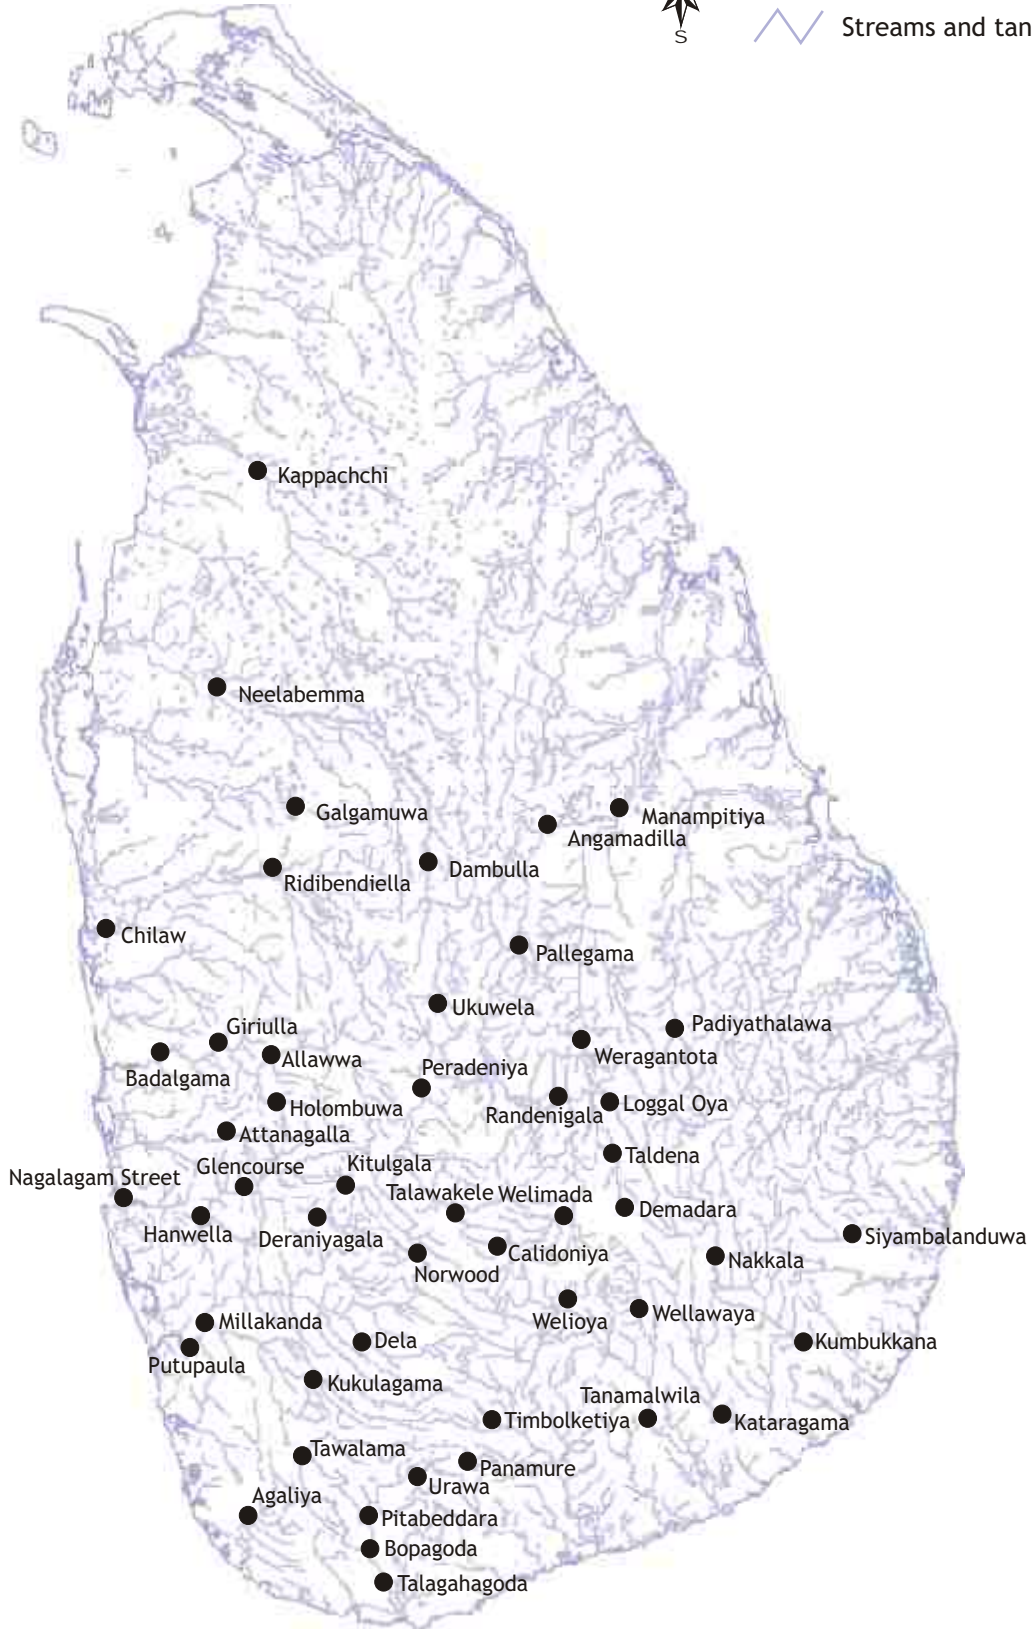 S
Streams and tan
Kappachchi
Neelabemma
Galgamuwa
Manampitiya
Angamadilla
Dambulla
Ridibendiella
Chilaw
Pallegama
Ukuwela
Padiyathalawa
Giriulla
Weragantota
Allawwa
Peradeniya
Badalgama
Holombuwa
Randenigala
Loggal Oya
Attanagalla
Taldena
Glencourse
Kitulgala
Nagalagam Street
Talawakele
Welimada
Demadara
Hanwella
Deraniyagala
Siyambalanduwa
Calidoniya
Nakkala
Norwood
Wellawaya
Millakanda
Welioya
Dela
Kumbukkana
Putupaula
Kukulagama
Tanamalwila
Timbolketiya
Kataragama
Tawalama
Panamure
Urawa
Agaliya
Pitabeddara
Bopagoda
Talagahagoda